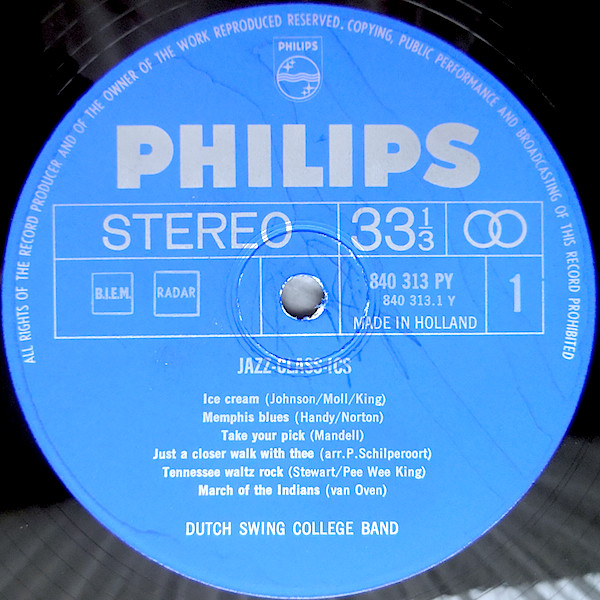 ALL RIGHTS OF THE RECORD PRODUCER AND OF THE OWNER OF THE WORK REPRODUCED RESERVED. COPYING, PUBLIC PERFORMANCE AND BROADCASTING OF THIS RECORD PROHIBITED
PHILIPS
PHILIPS
STEREO 33 1/3
B.I.E.M. RADAR 840 313 PY 1
840 313.1 Y
MADE IN HOLLAND
JAZZ-CLASSICS
Ice cream (Johnson/Moll/King)
Memphis blues (Handy/Norton)
Take your pick (Mandell)
Just a closer walk with thee (arr.P.Schilperoort)
Tennessee waltz rock (Stewart/Pee Wee King)
March of the Indians (van Oven)
DUTCH SWING COLLEGE BAND